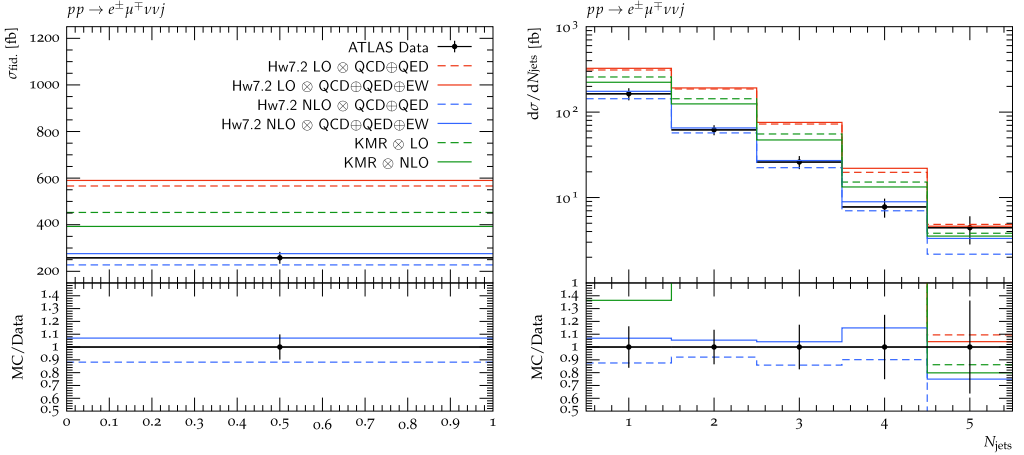 pp → e±μ∓ννj
σfid. [fb]
1200
1000
800
600
400
200
ATLAS Data
Hw7.2 LO ⊗ QCD⊕QED
Hw7.2 LO ⊗ QCD⊕QED⊕EW
Hw7.2 NLO ⊗ QCD⊕QED
Hw7.2 NLO ⊗ QCD⊕QED⊕EW
KMR ⊗ LO
KMR ⊗ NLO
MC/Data
1.4
1.3
1.2
1.1
1
0.9
0.8
0.7
0.6
0.5
0 0.1 0.2 0.3 0.4 0.5 0.6 0.7 0.8 0.9 1
pp → e±μ∓ννj
dσ/dNjets [fb]
10³
10²
10¹
1
MC/Data
1.4
1.3
1.2
1.1
1
0.9
0.8
0.7
0.6
0.5
1 2 3 4 5
Njets